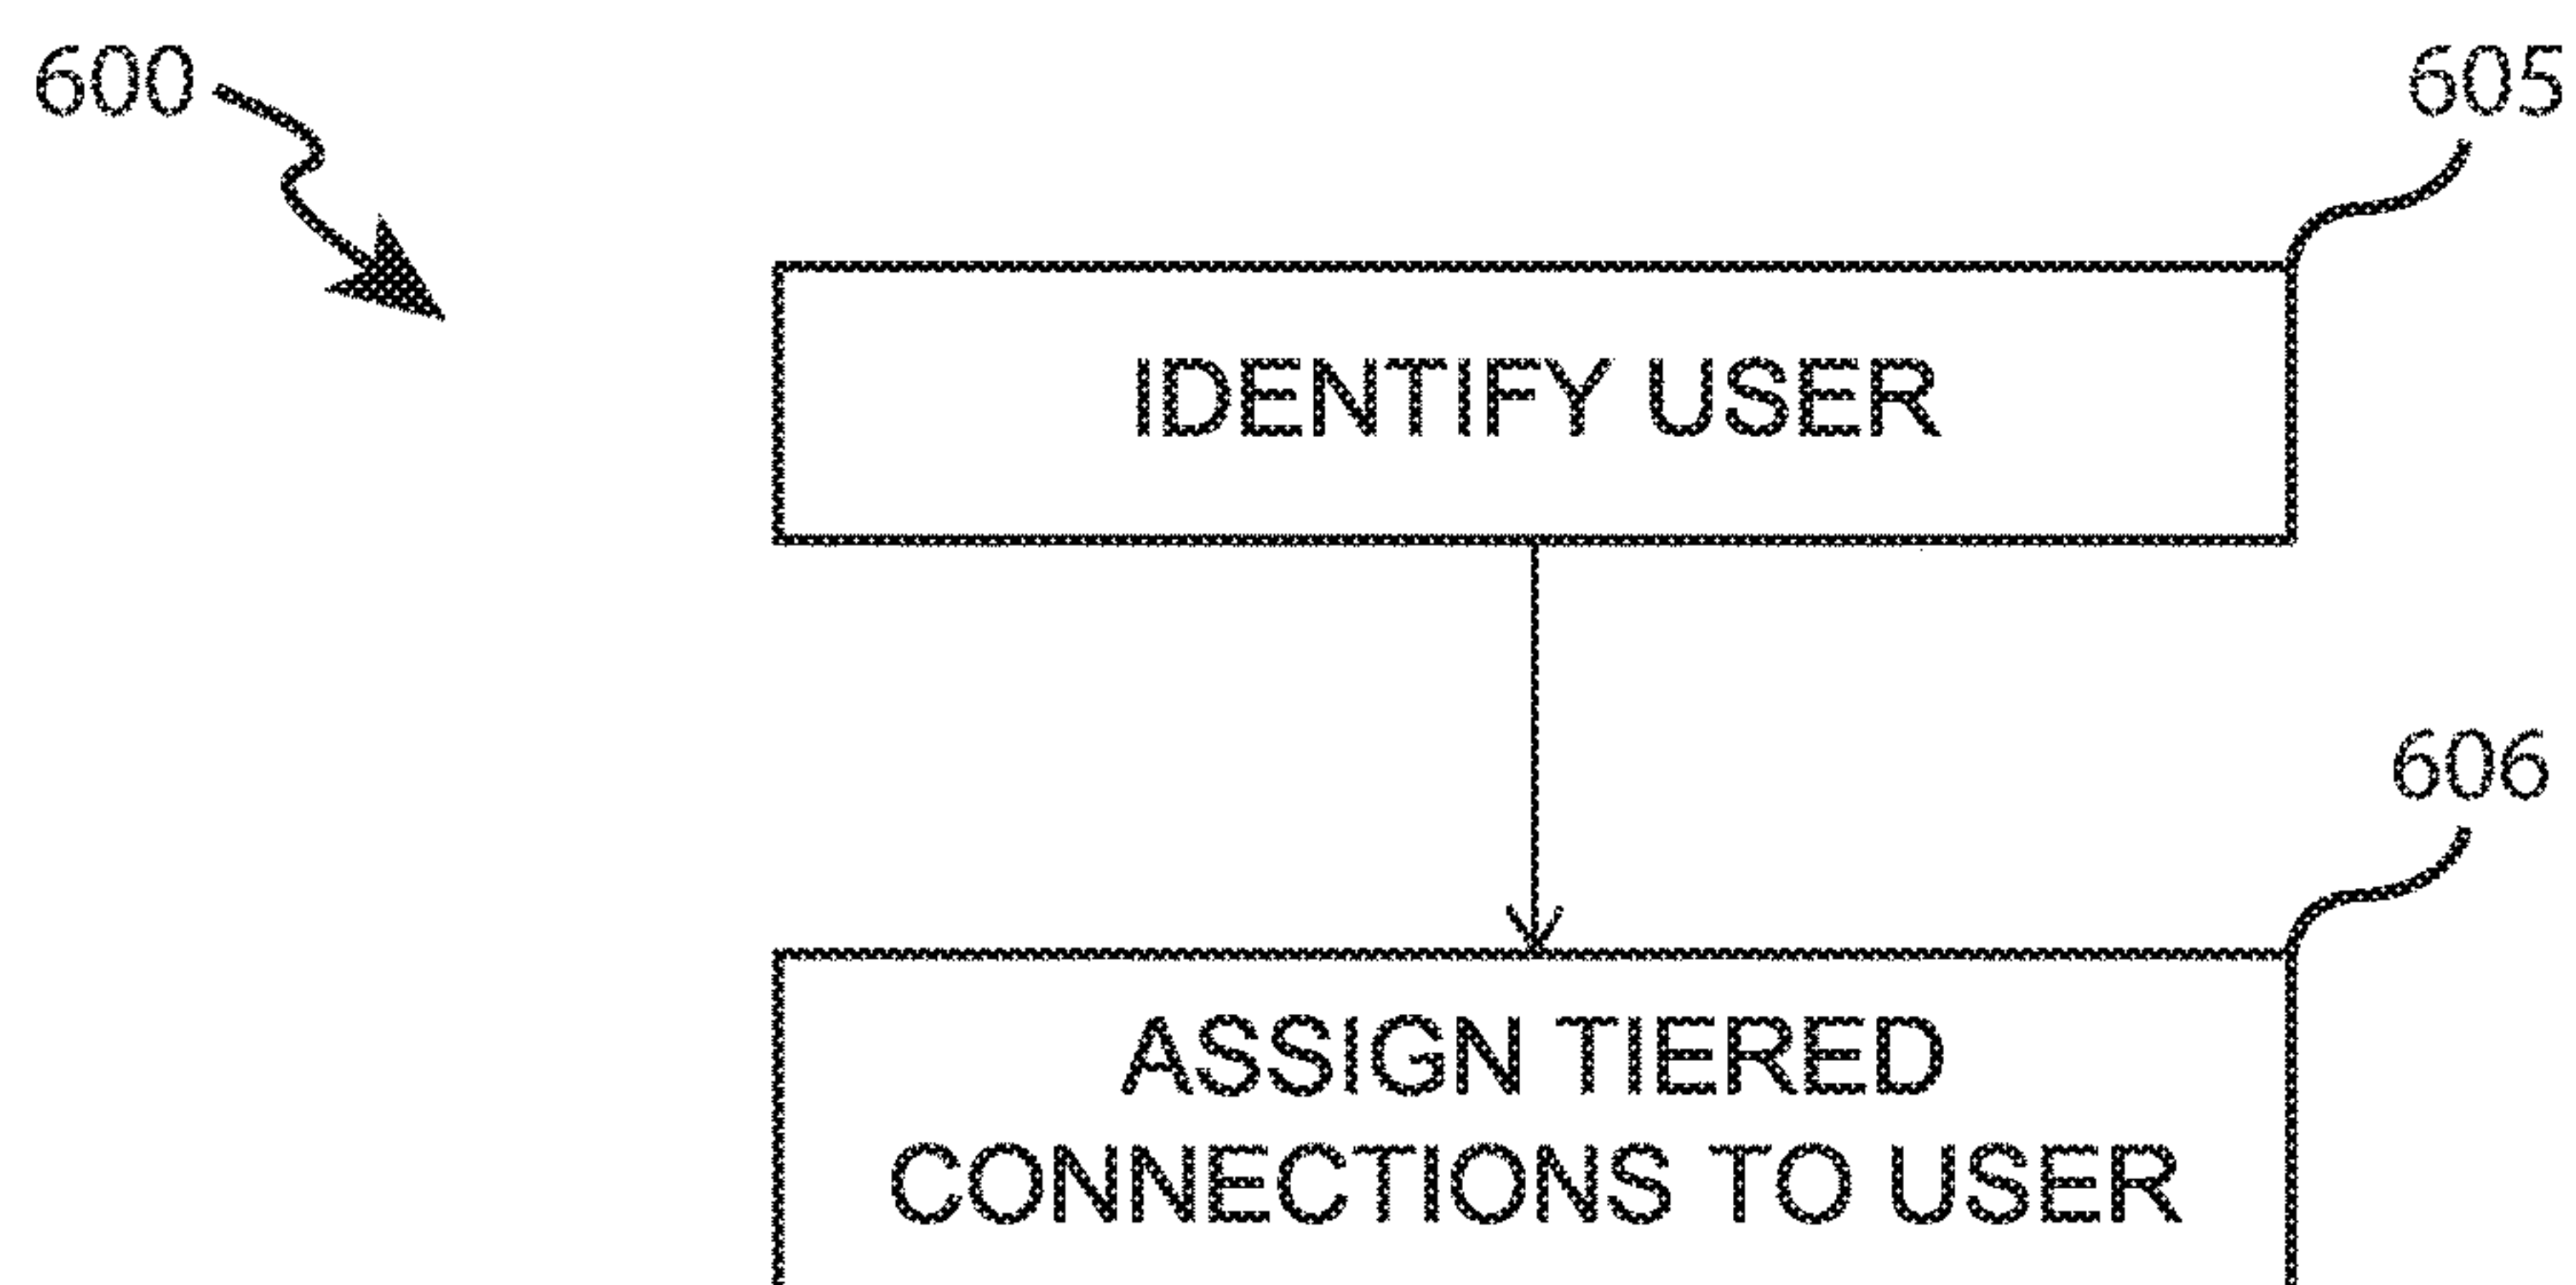 600
605
IDENTIFY USER
606
ASSIGN TIERED
CONNECTIONS TO USER